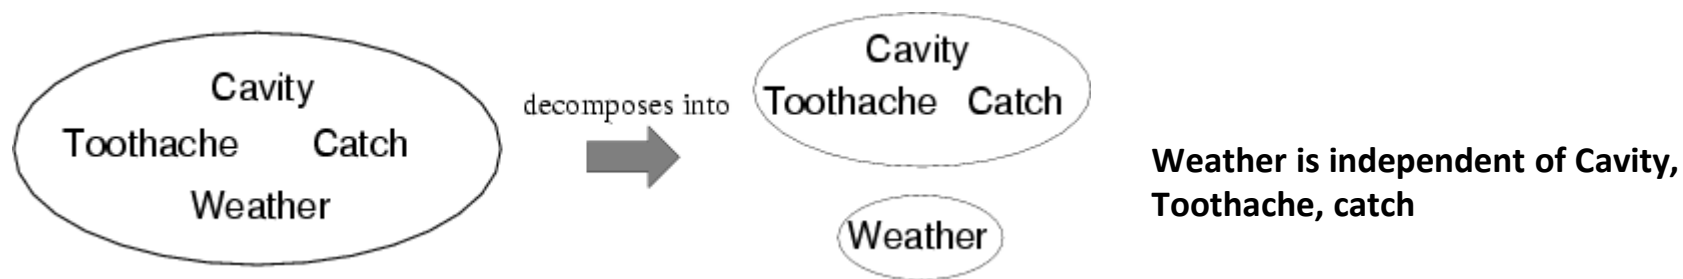 Cavity
Toothache Catch
Weather
decomposes into
Cavity
Toothache Catch
Weather
Weather is independent of Cavity,
Toothache, catch